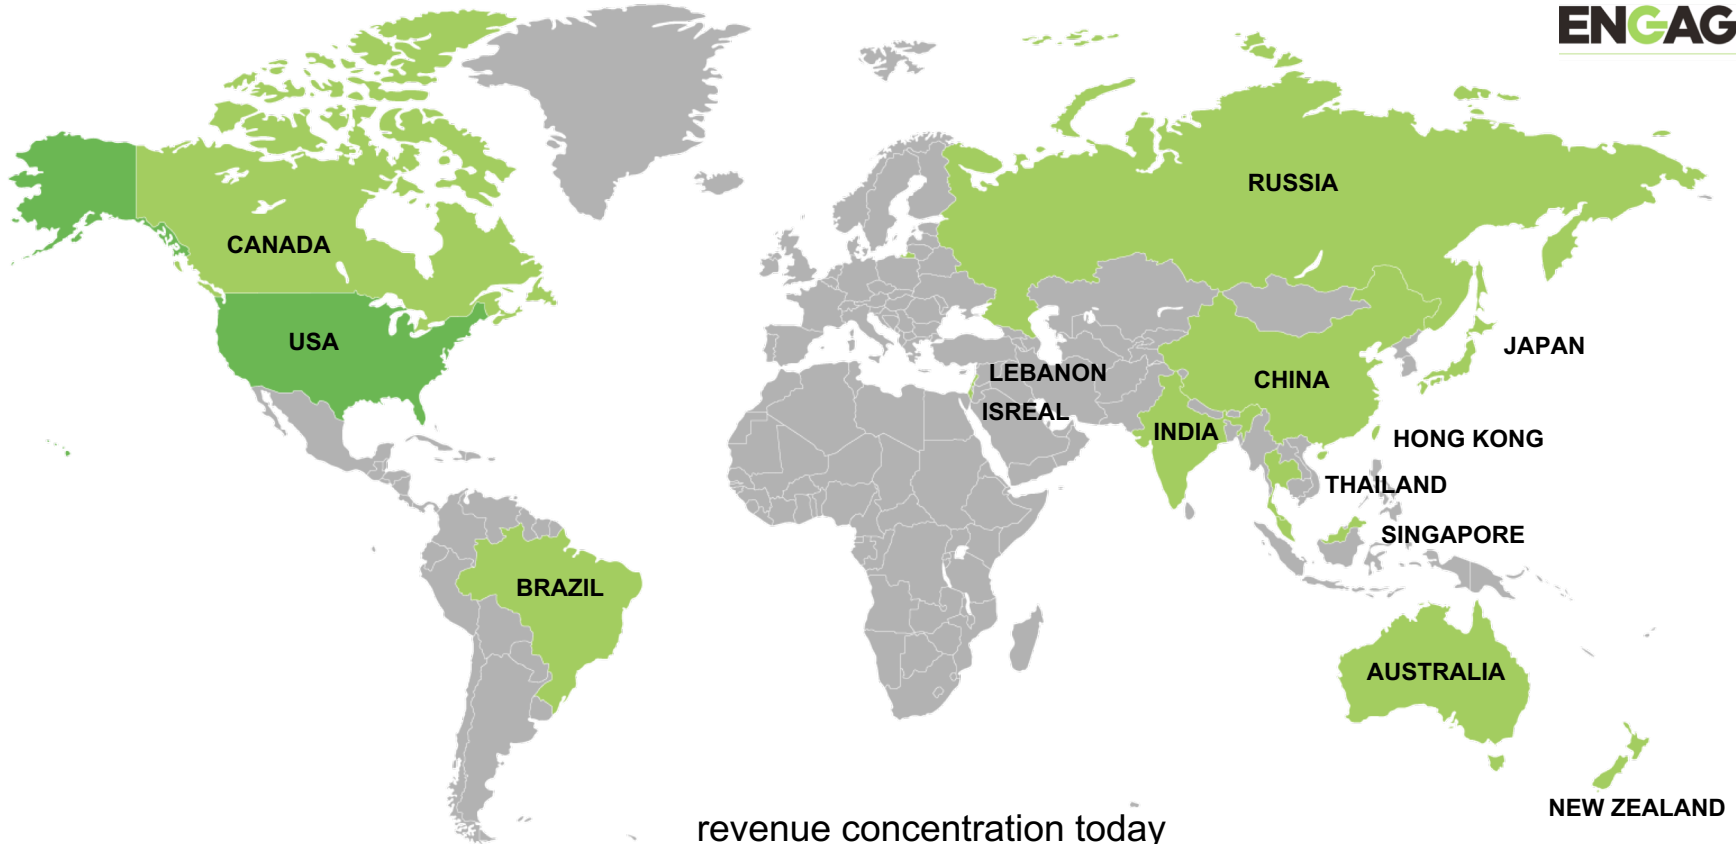 ENGAG
RUSSIA
CANADA
USA
JAPAN
LEBANON
CHINA
ISREAL
INDIA
HONG KONG
THAILAND
SINGAPORE
BRAZIL
AUSTRALIA
NEW ZEALAND
revenue concentration today